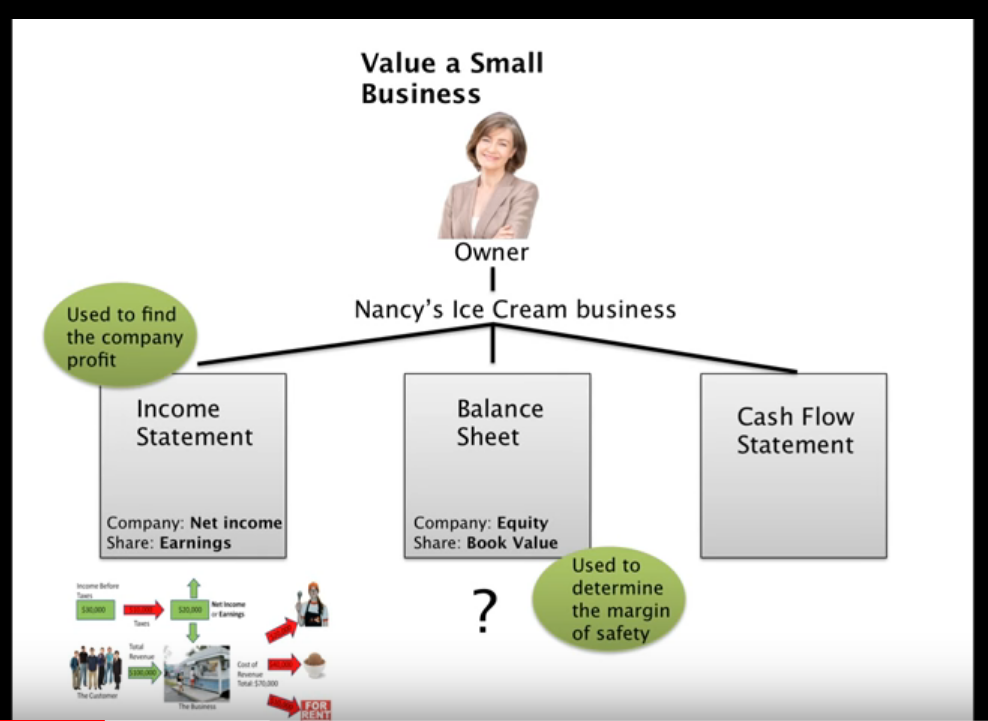 Value a Small
Business
Owner
Nancy's Ice Cream business
Used to find
the company
profit
Income
Statement
Company: Net income
Share: Earnings
Balance
Sheet
Company: Equity
Share: Book Value
Cash Flow
Statement
Used to
determine
the margin
of safety
?
Income Before
Taxes
$30,000
Taxes
$20,000
Net Income
or Earnings
Total
Revenue
$100,000
The Customer
The Business
Cost of
Revenue
Total: $70,000
FOR
RENT